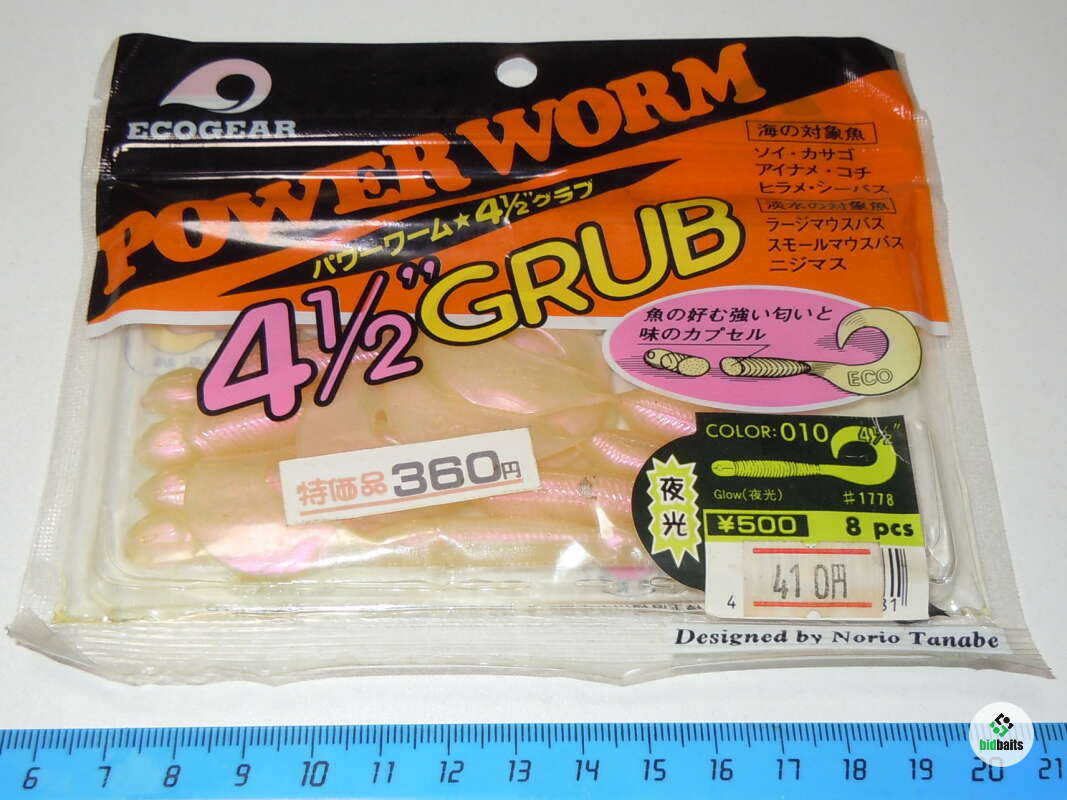 ECOGEAR
POWER WORM
パワーワーム★4½"グラブ
4½" GRUB
海の対象魚
ソイ・カサゴ
アイナメ・コチ
ヒラメ・シーバス
淡水の対象魚
ラージマウスバス
スモールマウスバス
ニジマス
魚の好む強い匂いと
味のカプセル
ECO
特価品 360円
夜光
COLOR:010 4½"
Glow(夜光) #1778
¥500 8 pcs
410円
4 31
Designed by Norio Tanabe
bidbaits
6 7 8 9 10 11 12 13 14 15 16 17 18 19 20 21